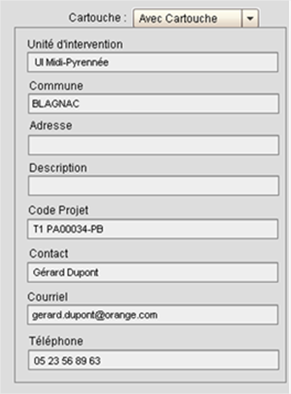 Cartouche : Avec Cartouche
Unité d'intervention
UI Midi-Pyrennée
Commune
BLAGNAC
Adresse
Description
Code Projet
T1 PA00034-PB
Contact
Gérard Dupont
Courriel
gerard.dupont@orange.com
Téléphone
05 23 56 89 63